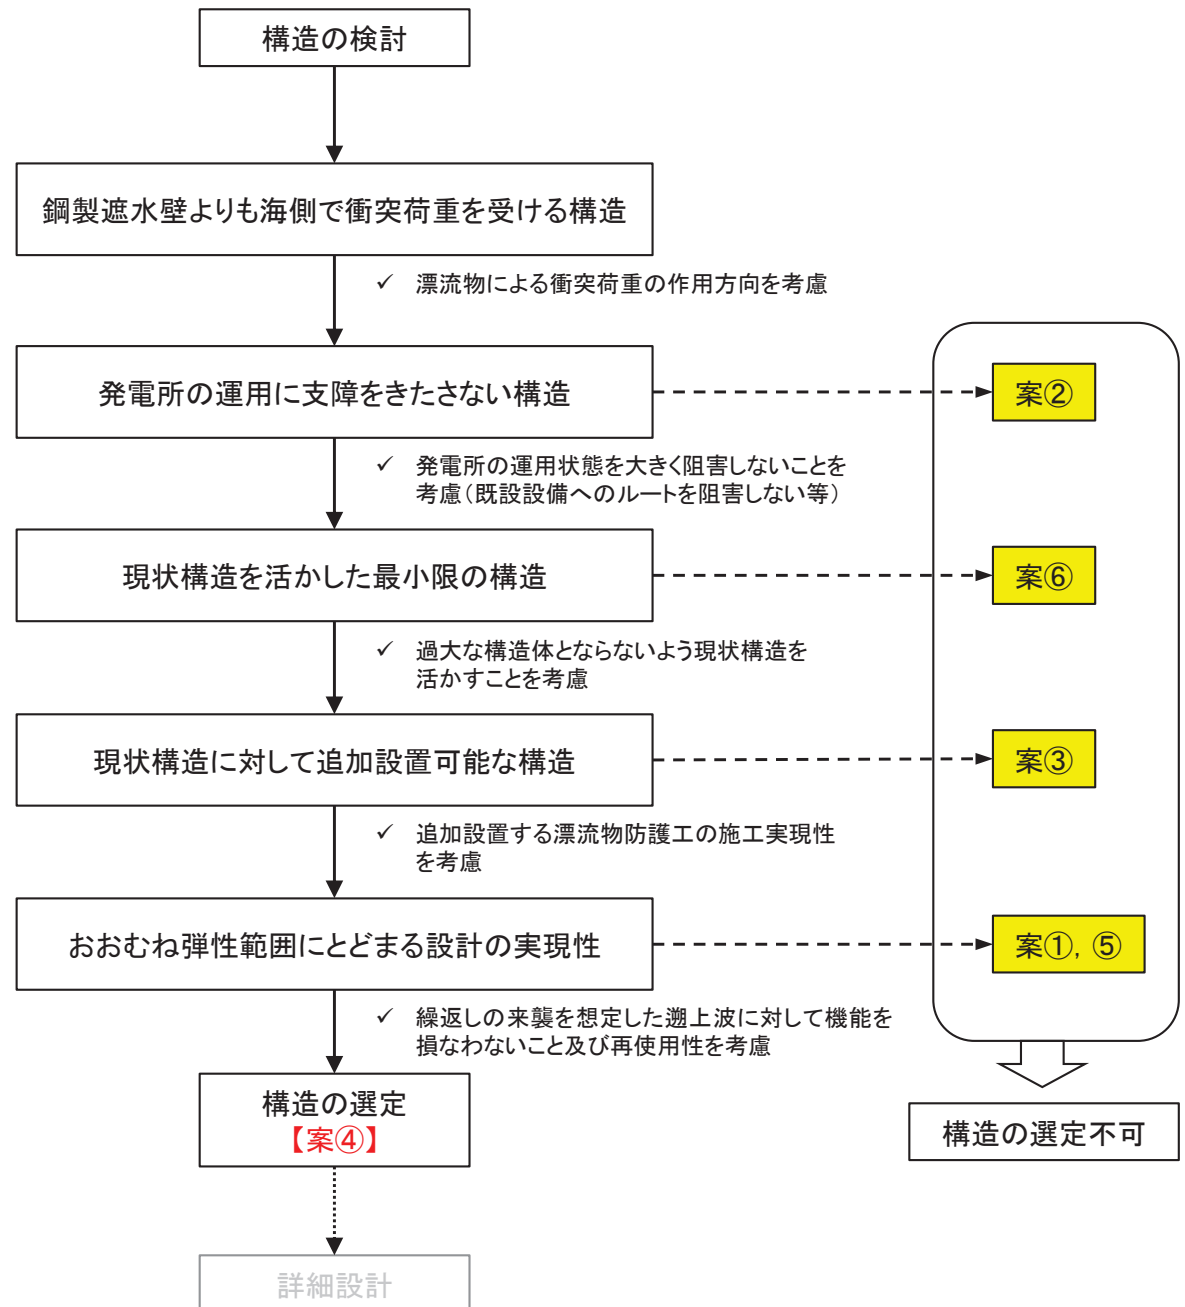 構造の検討
鋼製遮水壁よりも海側で衝突荷重を受ける構造
✓ 漂流物による衝突荷重の作用方向を考慮
発電所の運用に支障をきたさない構造
案②
✓ 発電所の運用状態を大きく阻害しないことを
考慮（既設設備へのルートを阻害しない等）
現状構造を活かした最小限の構造
案⑥
✓ 過大な構造体とならないよう現状構造を
活かすことを考慮
現状構造に対して追加設置可能な構造
案③
✓ 追加設置する漂流物防護工の施工実現性
を考慮
おおむね弾性範囲にとどまる設計の実現性
案①, ⑤
✓ 繰返しの来襲を想定した遡上波に対して機能を
損なわないこと及び再使用性を考慮
構造の選定
【案④】
構造の選定不可
詳細設計